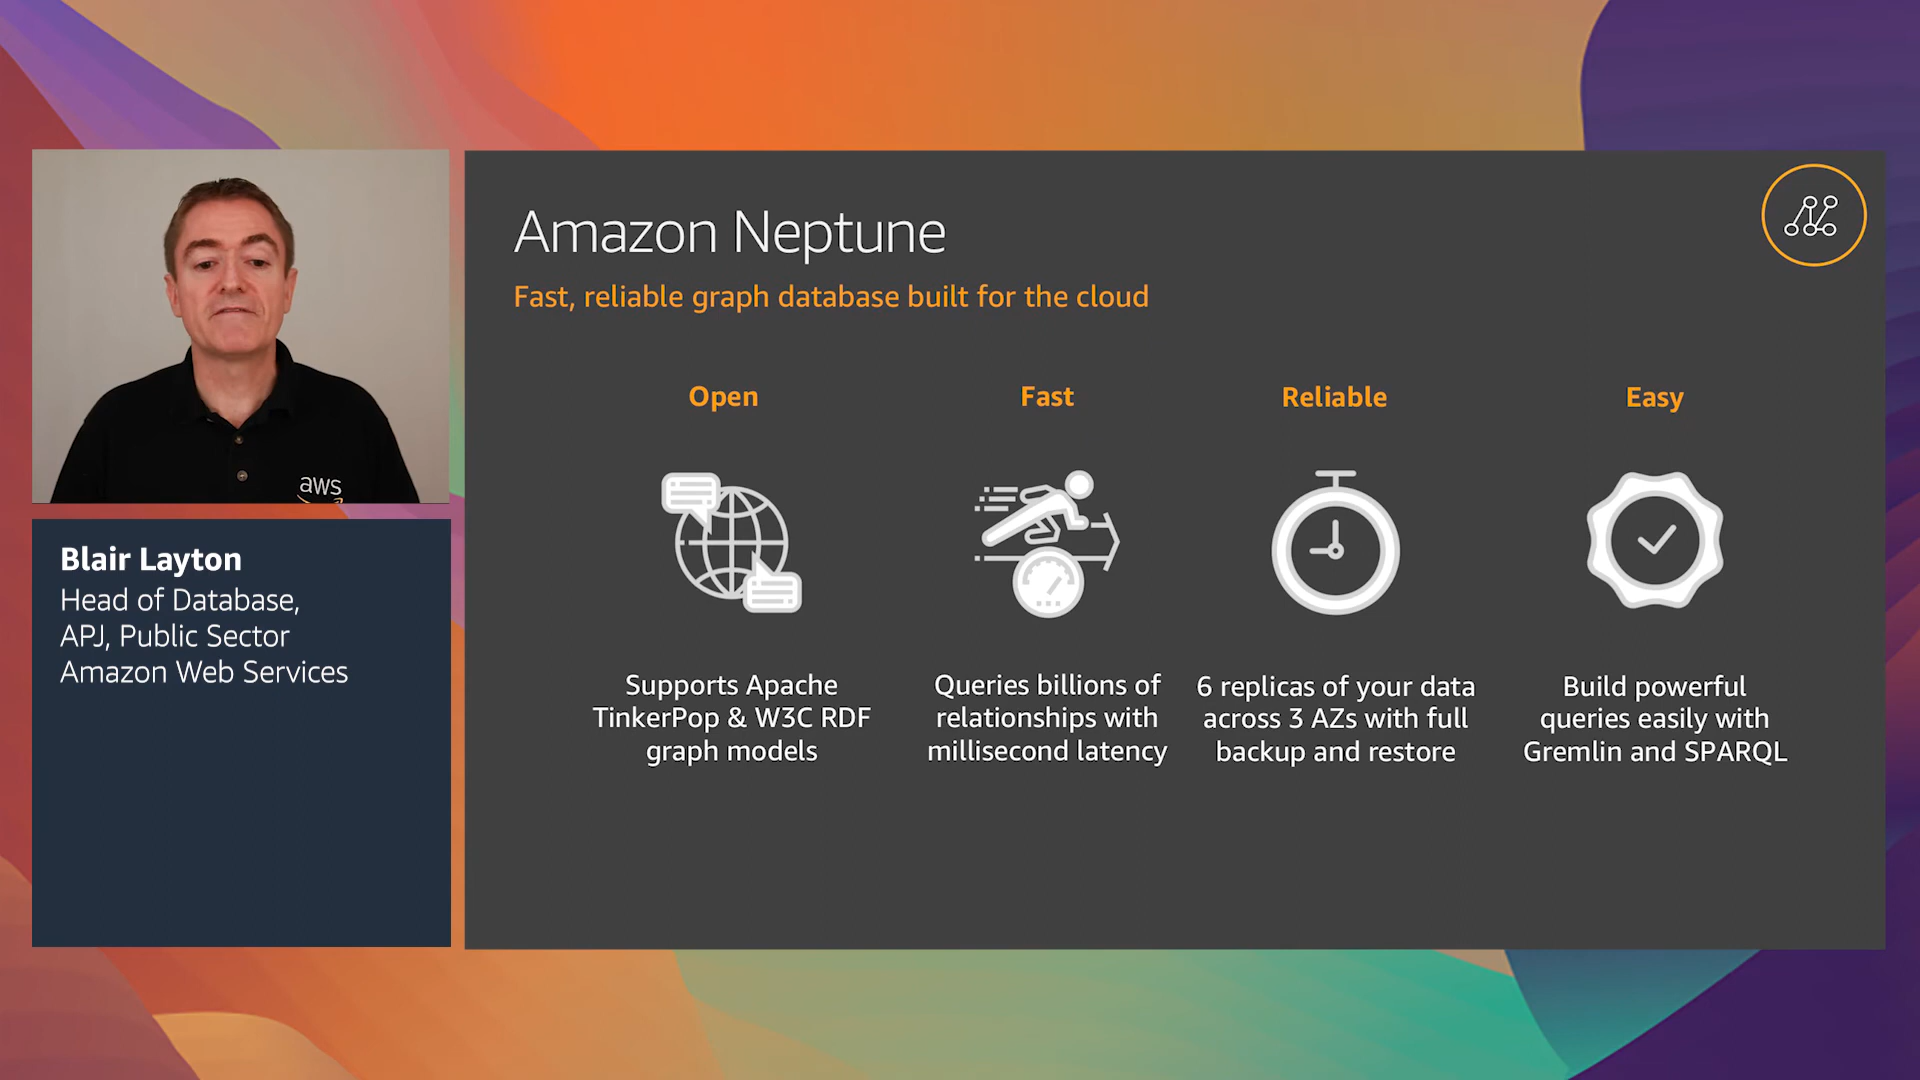 aws
Blair Layton
Head of Database,
APJ, Public Sector
Amazon Web Services
Amazon Neptune
Fast, reliable graph database built for the cloud
Open
Supports Apache
TinkerPop & W3C RDF
graph models
Fast
Queries billions of
relationships with
millisecond latency
Reliable
6 replicas of your data
across 3 AZs with full
backup and restore
Easy
Build powerful
queries easily with
Gremlin and SPARQL